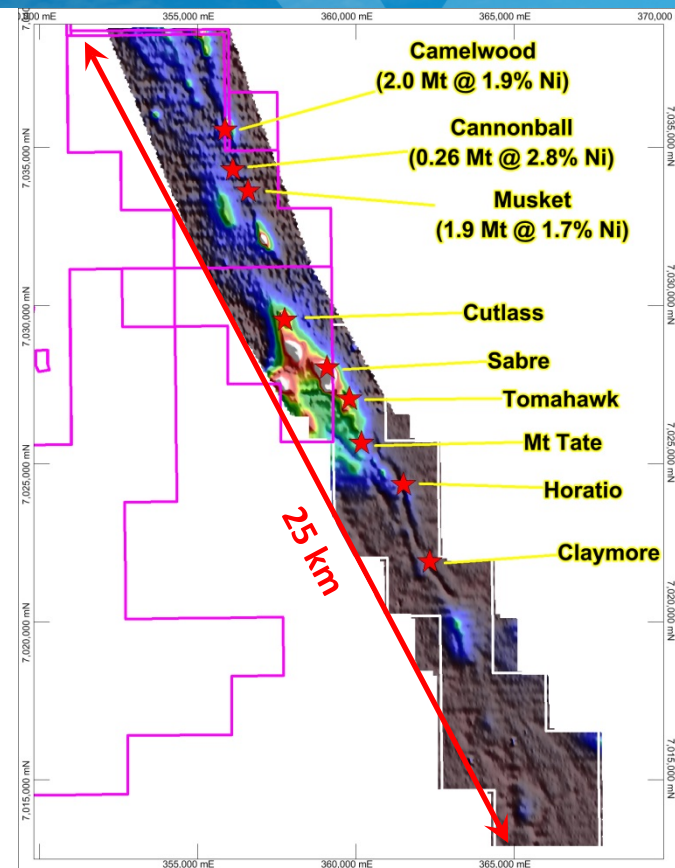 355,000 mE 360,000 mE 365,000 mE 370,000
Camelwood
(2.0 Mt @ 1.9% Ni)
Cannonball
(0.26 Mt @ 2.8% Ni)
Musket
(1.9 Mt @ 1.7% Ni)
Cutlass
Sabre
Tomahawk
Mt Tate
Horatio
Claymore
25 km
7,035,000 mN
7,030,000 mN
7,025,000 mN
7,020,000 mN
7,015,000 mN
7,035,000 mN
7,030,000 mN
7,025,000 mN
7,020,000 mN
7,015,000 mN
355,000 mE 360,000 mE 365,000 mE